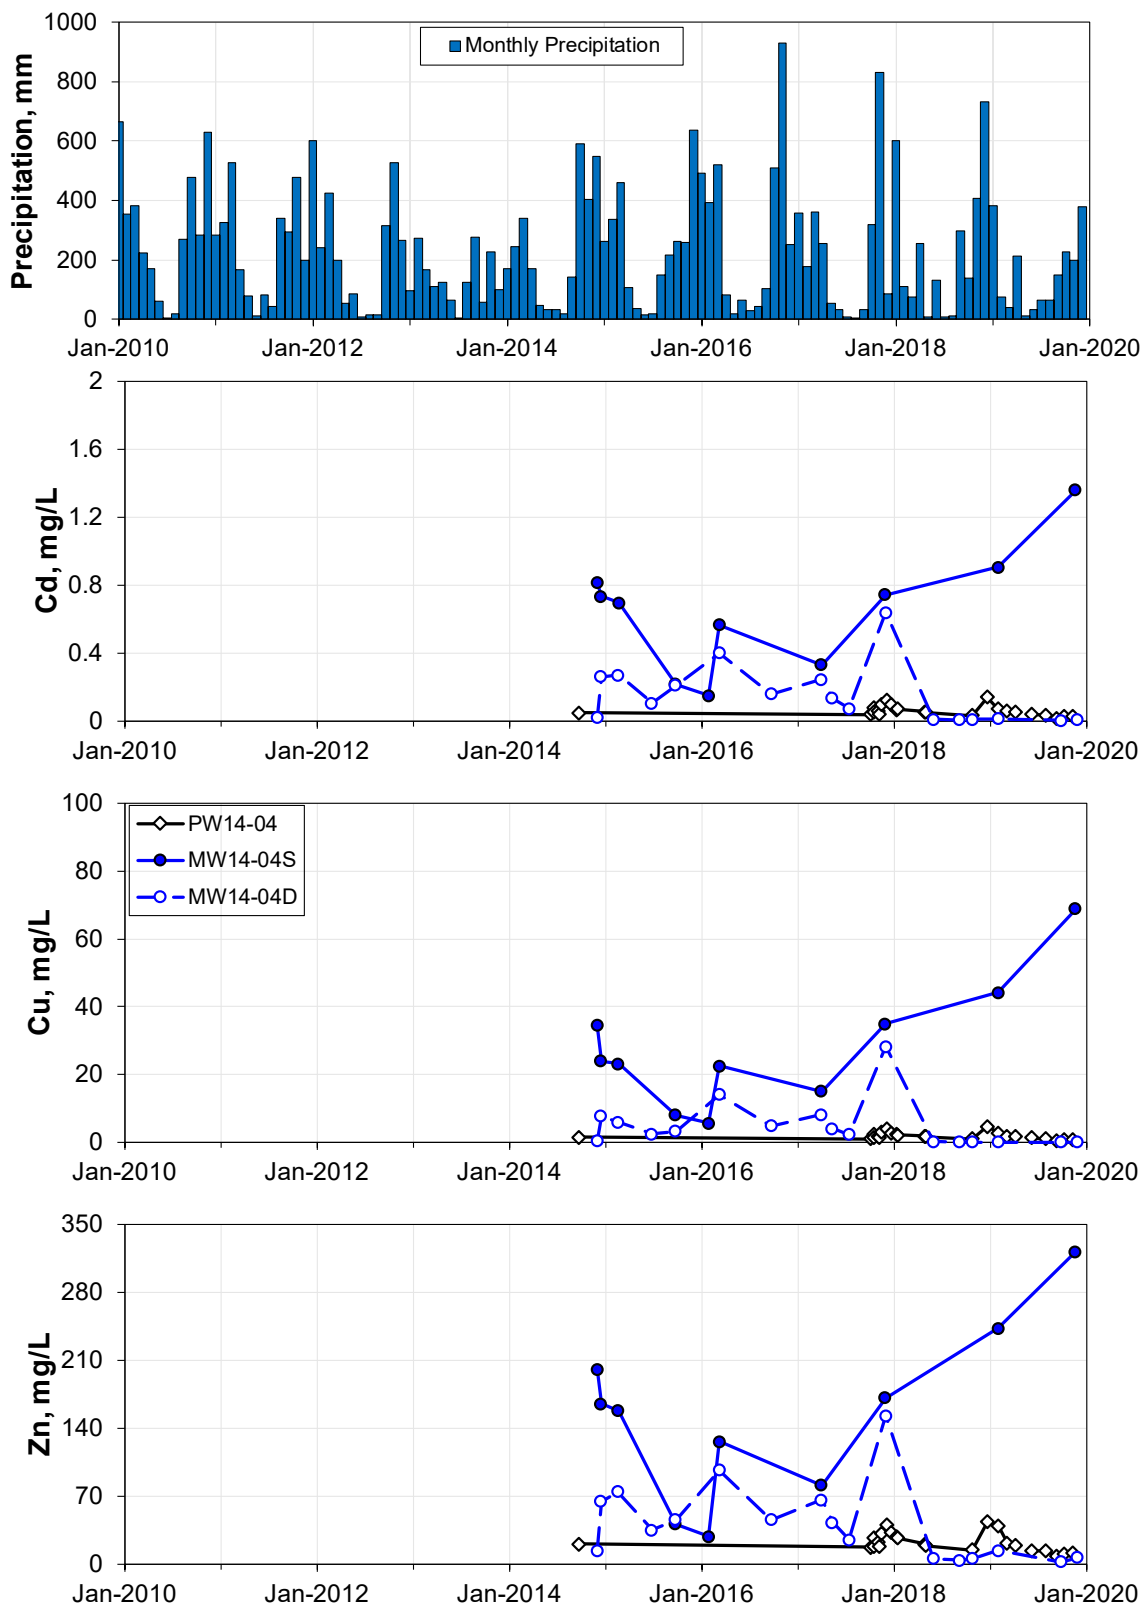 1000
800
600
400
200
0
Precipitation, mm
Monthly Precipitation
Jan-2010 Jan-2012 Jan-2014 Jan-2016 Jan-2018 Jan-2020
2
1.6
1.2
0.8
0.4
0
Cd, mg/L
Jan-2010 Jan-2012 Jan-2014 Jan-2016 Jan-2018 Jan-2020
100
80
60
40
20
0
Cu, mg/L
PW14-04
MW14-04S
MW14-04D
Jan-2010 Jan-2012 Jan-2014 Jan-2016 Jan-2018 Jan-2020
350
280
210
140
70
0
Zn, mg/L
Jan-2010 Jan-2012 Jan-2014 Jan-2016 Jan-2018 Jan-2020